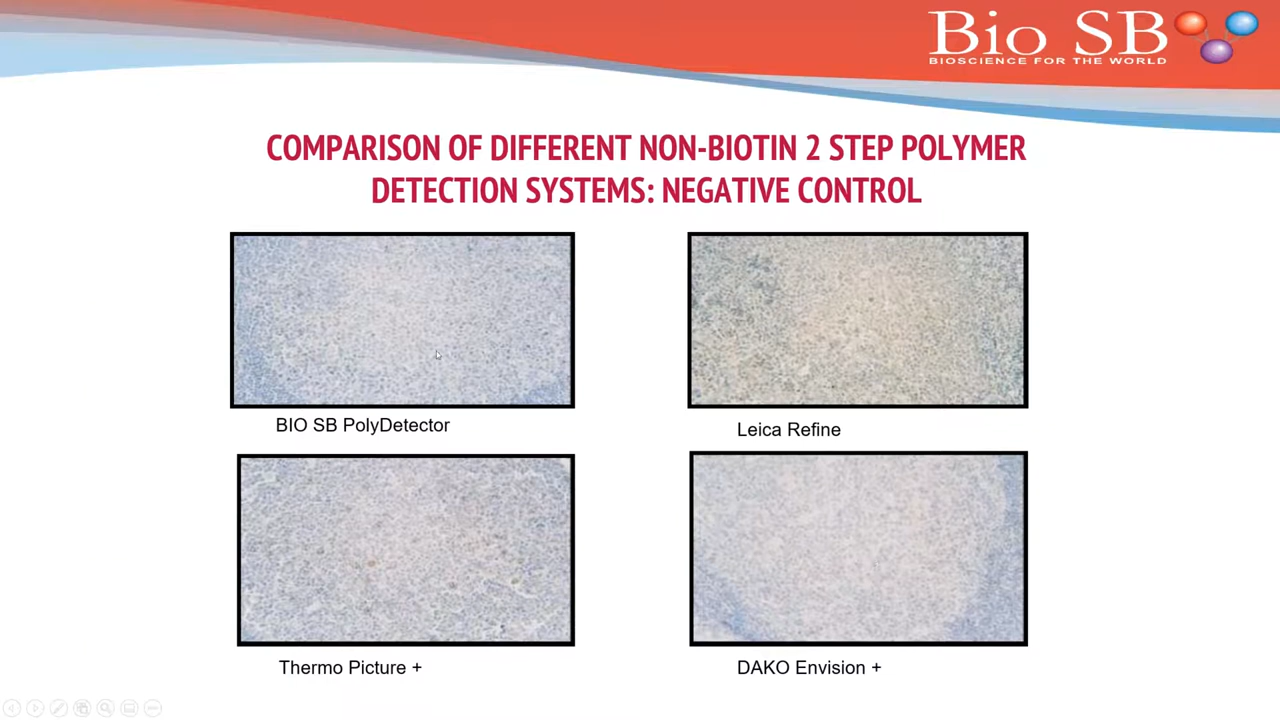 Bio SB
BIOSCIENCE FOR THE WORLD
COMPARISON OF DIFFERENT NON-BIOTIN 2 STEP POLYMER
DETECTION SYSTEMS: NEGATIVE CONTROL
BIO SB PolyDetector
Leica Refine
Thermo Picture +
DAKO Envision +